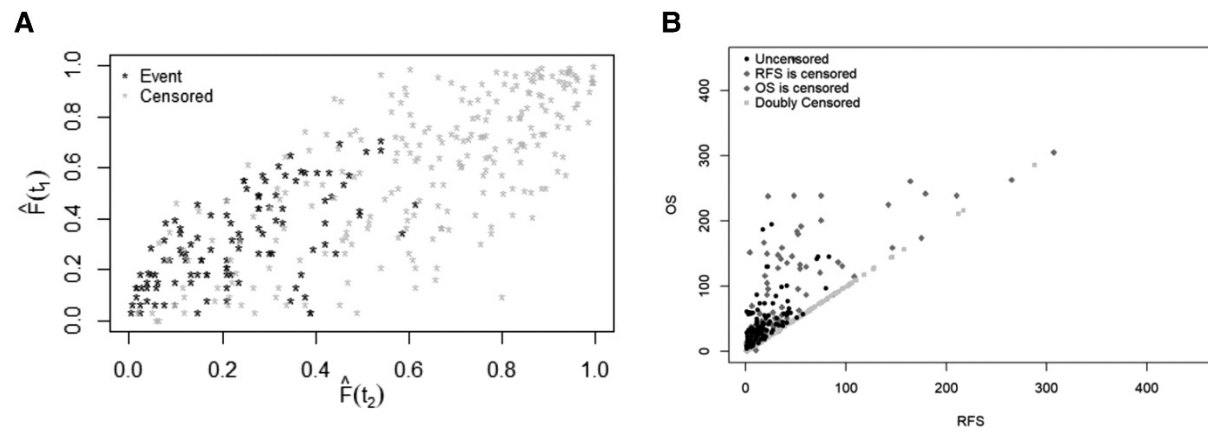 A
B
Event
Censored
1.0
0.8
0.6
0.4
0.2
0.0
F̂(t₁)
0.0
0.2
0.4
0.6
0.8
1.0
F̂(t₂)
Uncensored
RFS is censored
OS is censored
Doubly Censored
400
300
200
100
0
OS
0
100
200
300
400
RFS